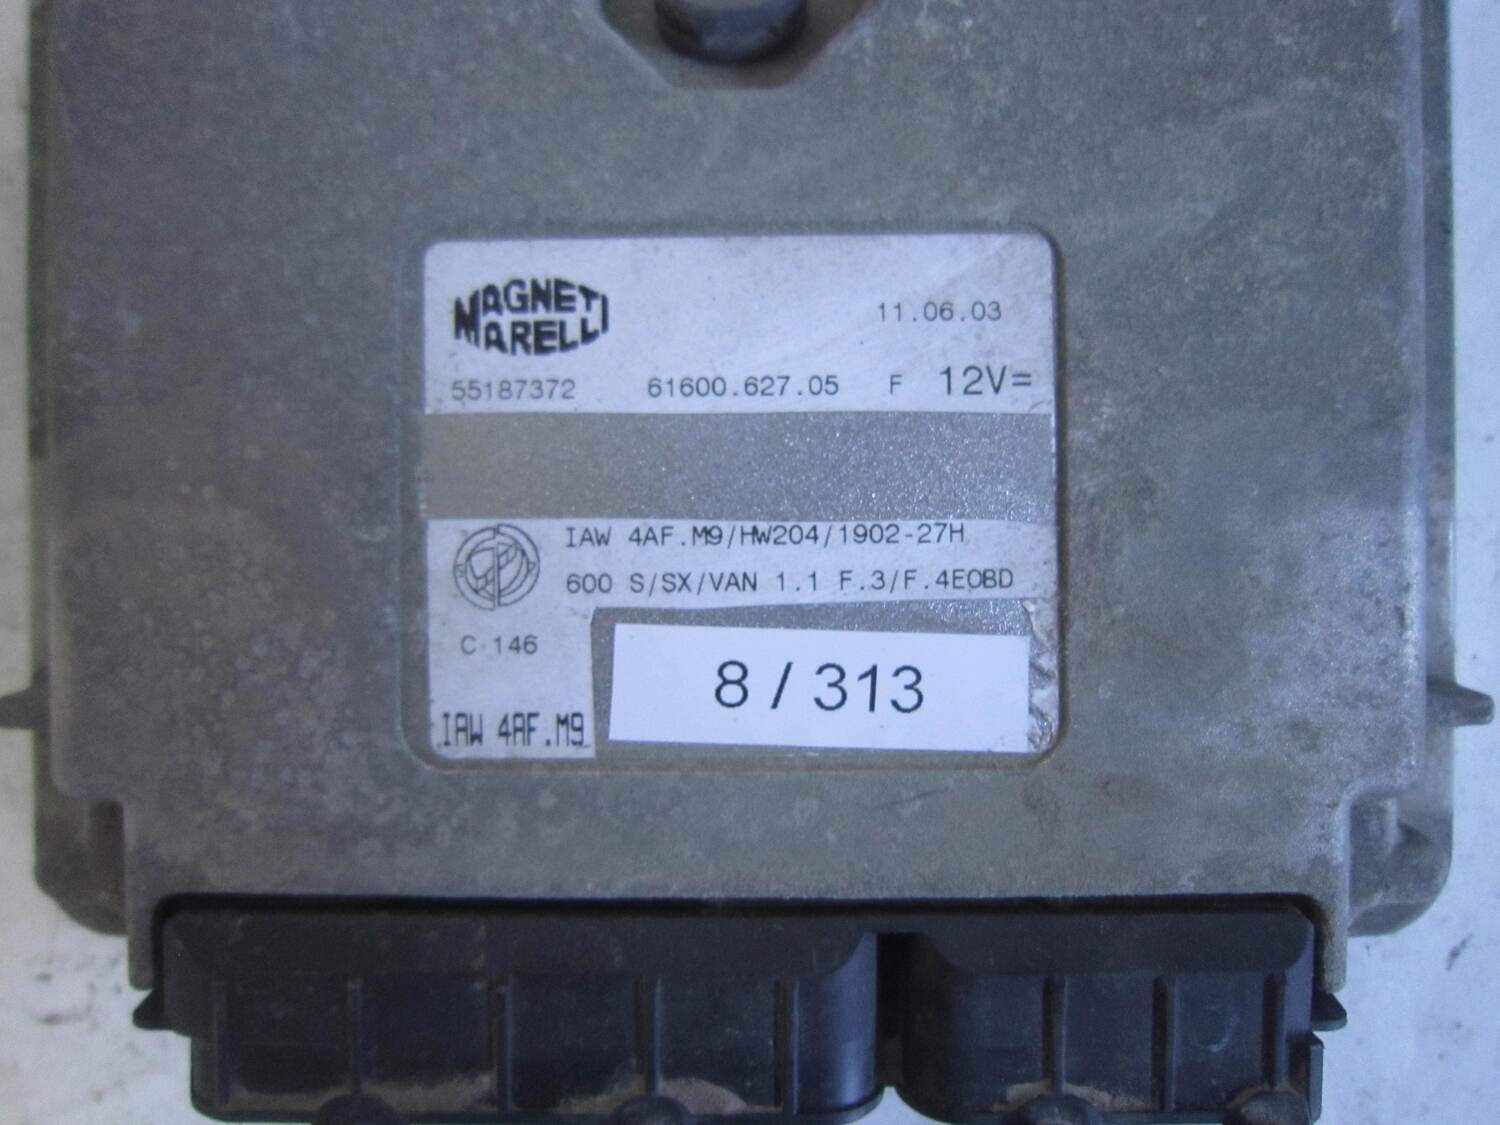 MAGNETI
MARELLI
11.06.03
55187372 61600.627.05 F 12V=
IAW 4AF.M9/HW204/1902-27H
600 S/SX/VAN 1.1 F.3/F.4EOBD
C 146
8 / 313
IAW 4AF.M9